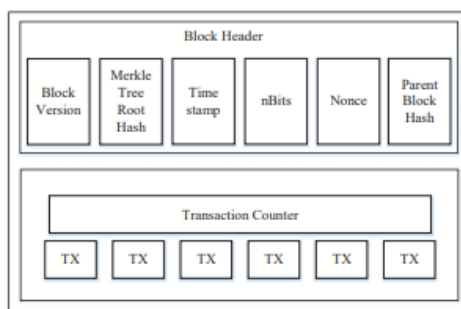 Block Header
Block
Version
Merkle
Tree
Root
Hash
Time
stamp
nBits
Nonce
Parent
Block
Hash
Transaction Counter
TX
TX
TX
TX
TX
TX